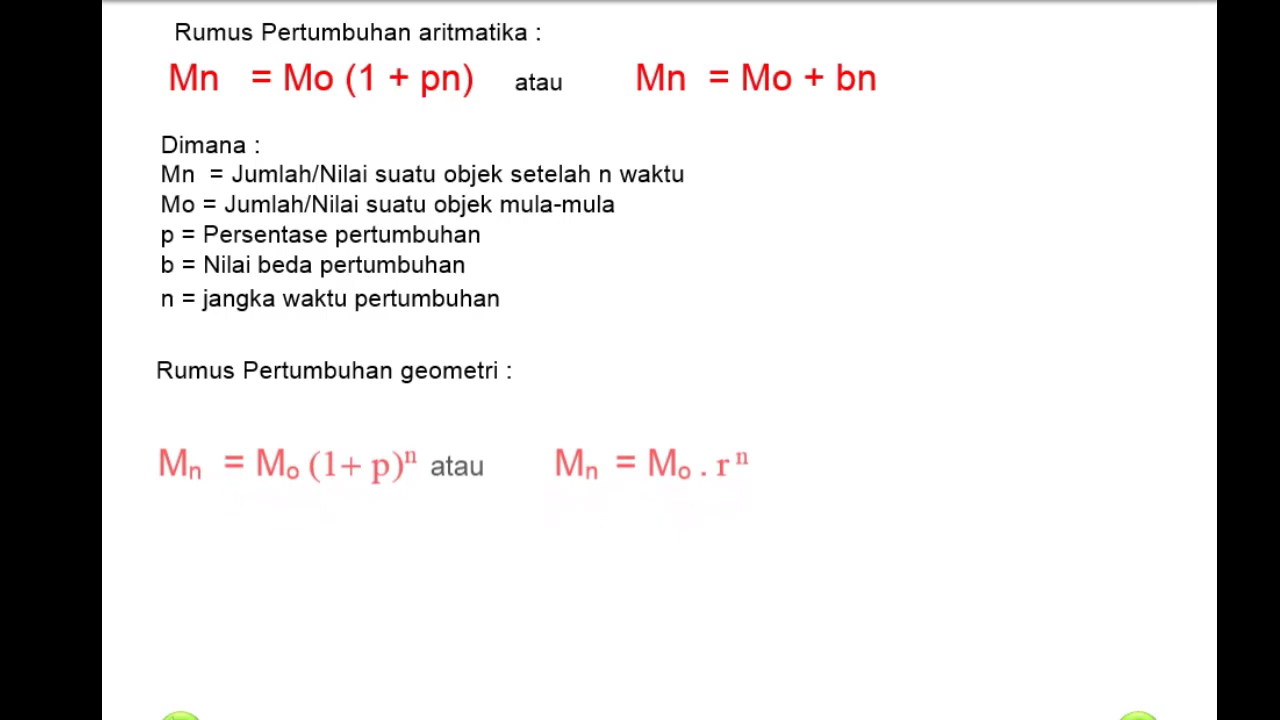 Rumus Pertumbuhan aritmatika :
Mn = Mo (1 + pn) atau Mn = Mo + bn
Dimana :
Mn = Jumlah/Nilai suatu objek setelah n waktu
Mo = Jumlah/Nilai suatu objek mula-mula
p = Persentase pertumbuhan
b = Nilai beda pertumbuhan
n = jangka waktu pertumbuhan
Rumus Pertumbuhan geometri :
Mₙ = Mₒ (1+ p)ⁿ atau Mₙ = Mₒ . r ⁿ